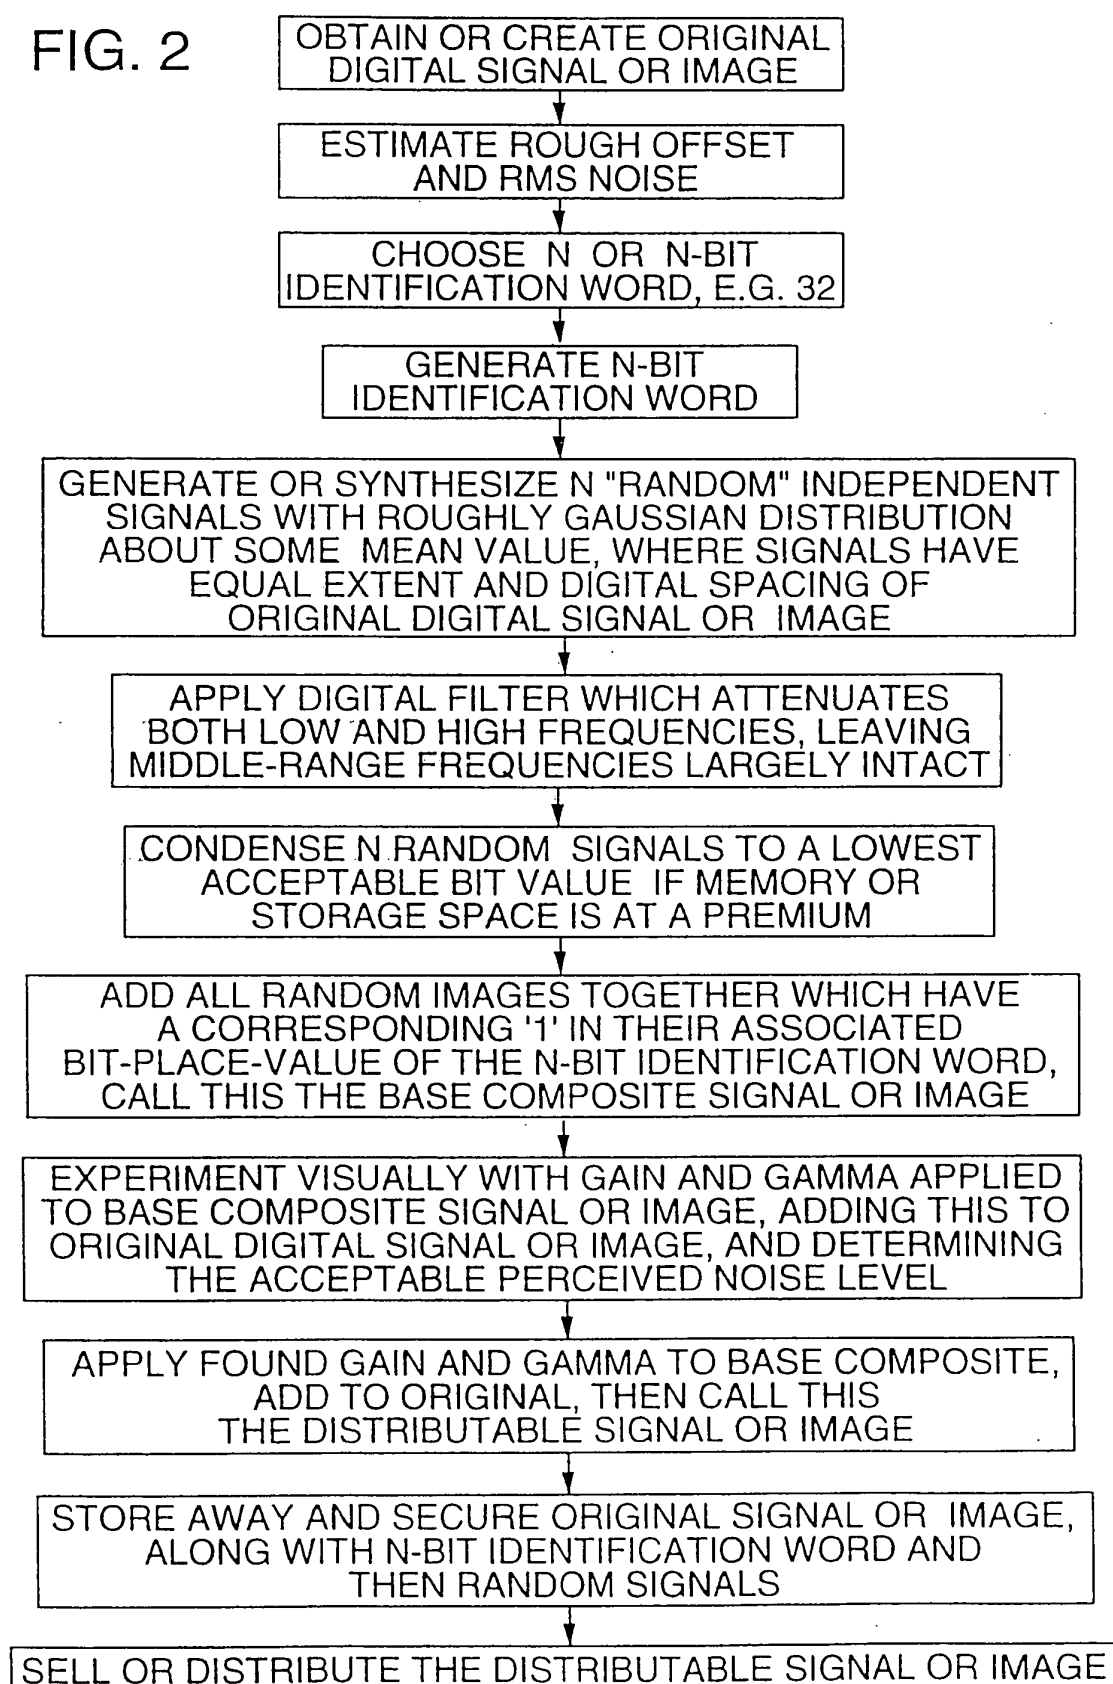 FIG. 2
OBTAIN OR CREATE ORIGINAL
DIGITAL SIGNAL OR IMAGE
ESTIMATE ROUGH OFFSET
AND RMS NOISE
CHOOSE N OR N-BIT
IDENTIFICATION WORD, E.G. 32
GENERATE N-BIT
IDENTIFICATION WORD
GENERATE OR SYNTHESIZE N "RANDOM" INDEPENDENT
SIGNALS WITH ROUGHLY GAUSSIAN DISTRIBUTION
ABOUT SOME MEAN VALUE, WHERE SIGNALS HAVE
EQUAL EXTENT AND DIGITAL SPACING OF
ORIGINAL DIGITAL SIGNAL OR IMAGE
APPLY DIGITAL FILTER WHICH ATTENUATES
BOTH LOW AND HIGH FREQUENCIES, LEAVING
MIDDLE-RANGE FREQUENCIES LARGELY INTACT
CONDENSE N RANDOM SIGNALS TO A LOWEST
ACCEPTABLE BIT VALUE IF MEMORY OR
STORAGE SPACE IS AT A PREMIUM
ADD ALL RANDOM IMAGES TOGETHER WHICH HAVE
A CORRESPONDING '1' IN THEIR ASSOCIATED
BIT-PLACE-VALUE OF THE N-BIT IDENTIFICATION WORD,
CALL THIS THE BASE COMPOSITE SIGNAL OR IMAGE
EXPERIMENT VISUALLY WITH GAIN AND GAMMA APPLIED
TO BASE COMPOSITE SIGNAL OR IMAGE, ADDING THIS TO
ORIGINAL DIGITAL SIGNAL OR IMAGE, AND DETERMINING
THE ACCEPTABLE PERCEIVED NOISE LEVEL
APPLY FOUND GAIN AND GAMMA TO BASE COMPOSITE,
ADD TO ORIGINAL, THEN CALL THIS
THE DISTRIBUTABLE SIGNAL OR IMAGE
STORE AWAY AND SECURE ORIGINAL SIGNAL OR IMAGE,
ALONG WITH N-BIT IDENTIFICATION WORD AND
THEN RANDOM SIGNALS
SELL OR DISTRIBUTE THE DISTRIBUTABLE SIGNAL OR IMAGE